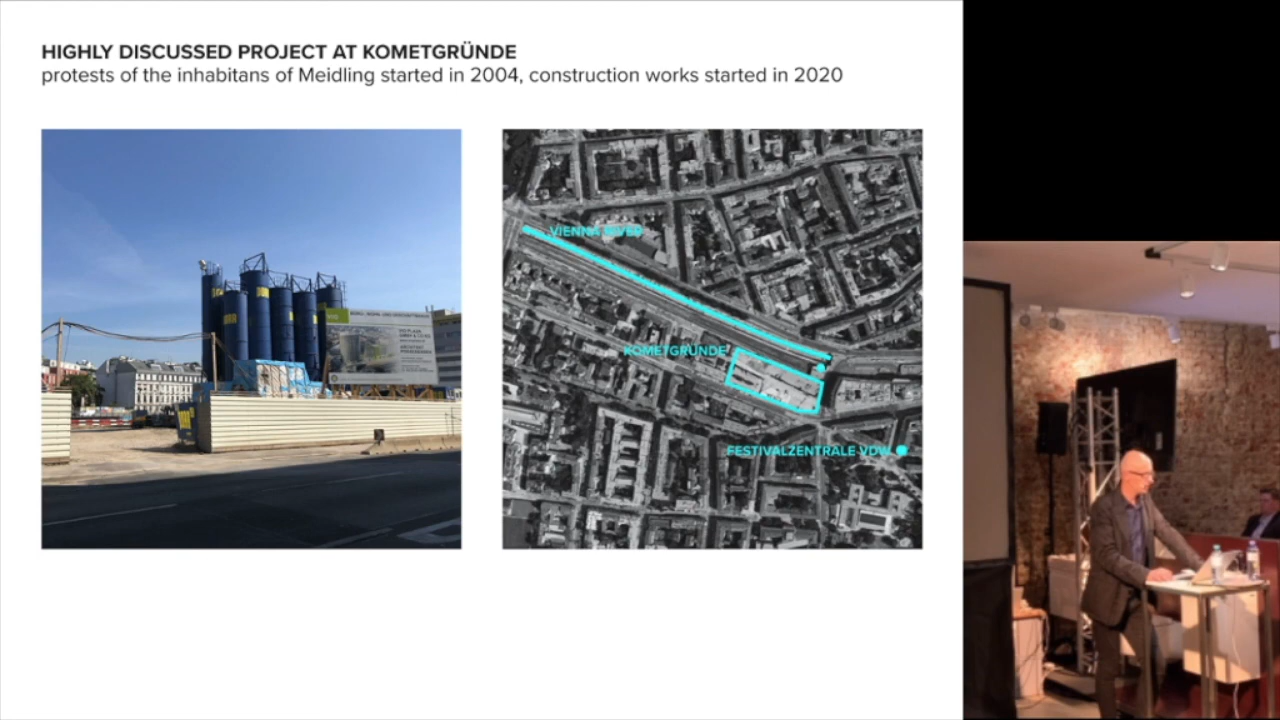 HIGHLY DISCUSSED PROJECT AT KOMETGRÜNDE
protests of the inhabitans of Meidling started in 2004, construction works started in 2020
VIENNA RIVER
KOMETGRÜNDE
FESTIVALZENTRALE VDW